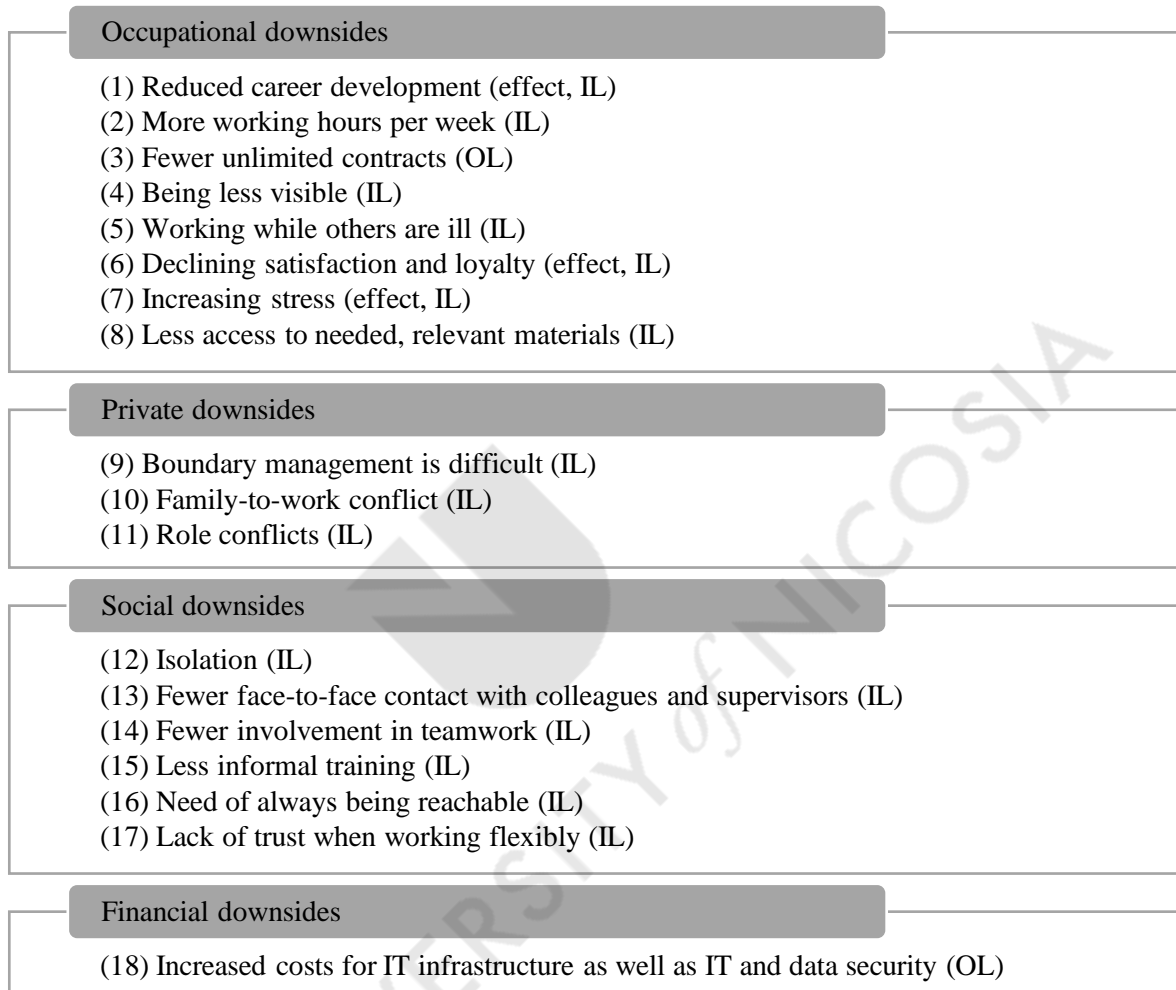 Occupational downsides
(1) Reduced career development (effect, IL)
(2) More working hours per week (IL)
(3) Fewer unlimited contracts (OL)
(4) Being less visible (IL)
(5) Working while others are ill (IL)
(6) Declining satisfaction and loyalty (effect, IL)
(7) Increasing stress (effect, IL)
(8) Less access to needed, relevant materials (IL)
Private downsides
(9) Boundary management is difficult (IL)
(10) Family-to-work conflict (IL)
(11) Role conflicts (IL)
Social downsides
(12) Isolation (IL)
(13) Fewer face-to-face contact with colleagues and supervisors (IL)
(14) Fewer involvement in teamwork (IL)
(15) Less informal training (IL)
(16) Need of always being reachable (IL)
(17) Lack of trust when working flexibly (IL)
Financial downsides
(18) Increased costs for IT infrastructure as well as IT and data security (OL)
ERSITY of NICOSIA